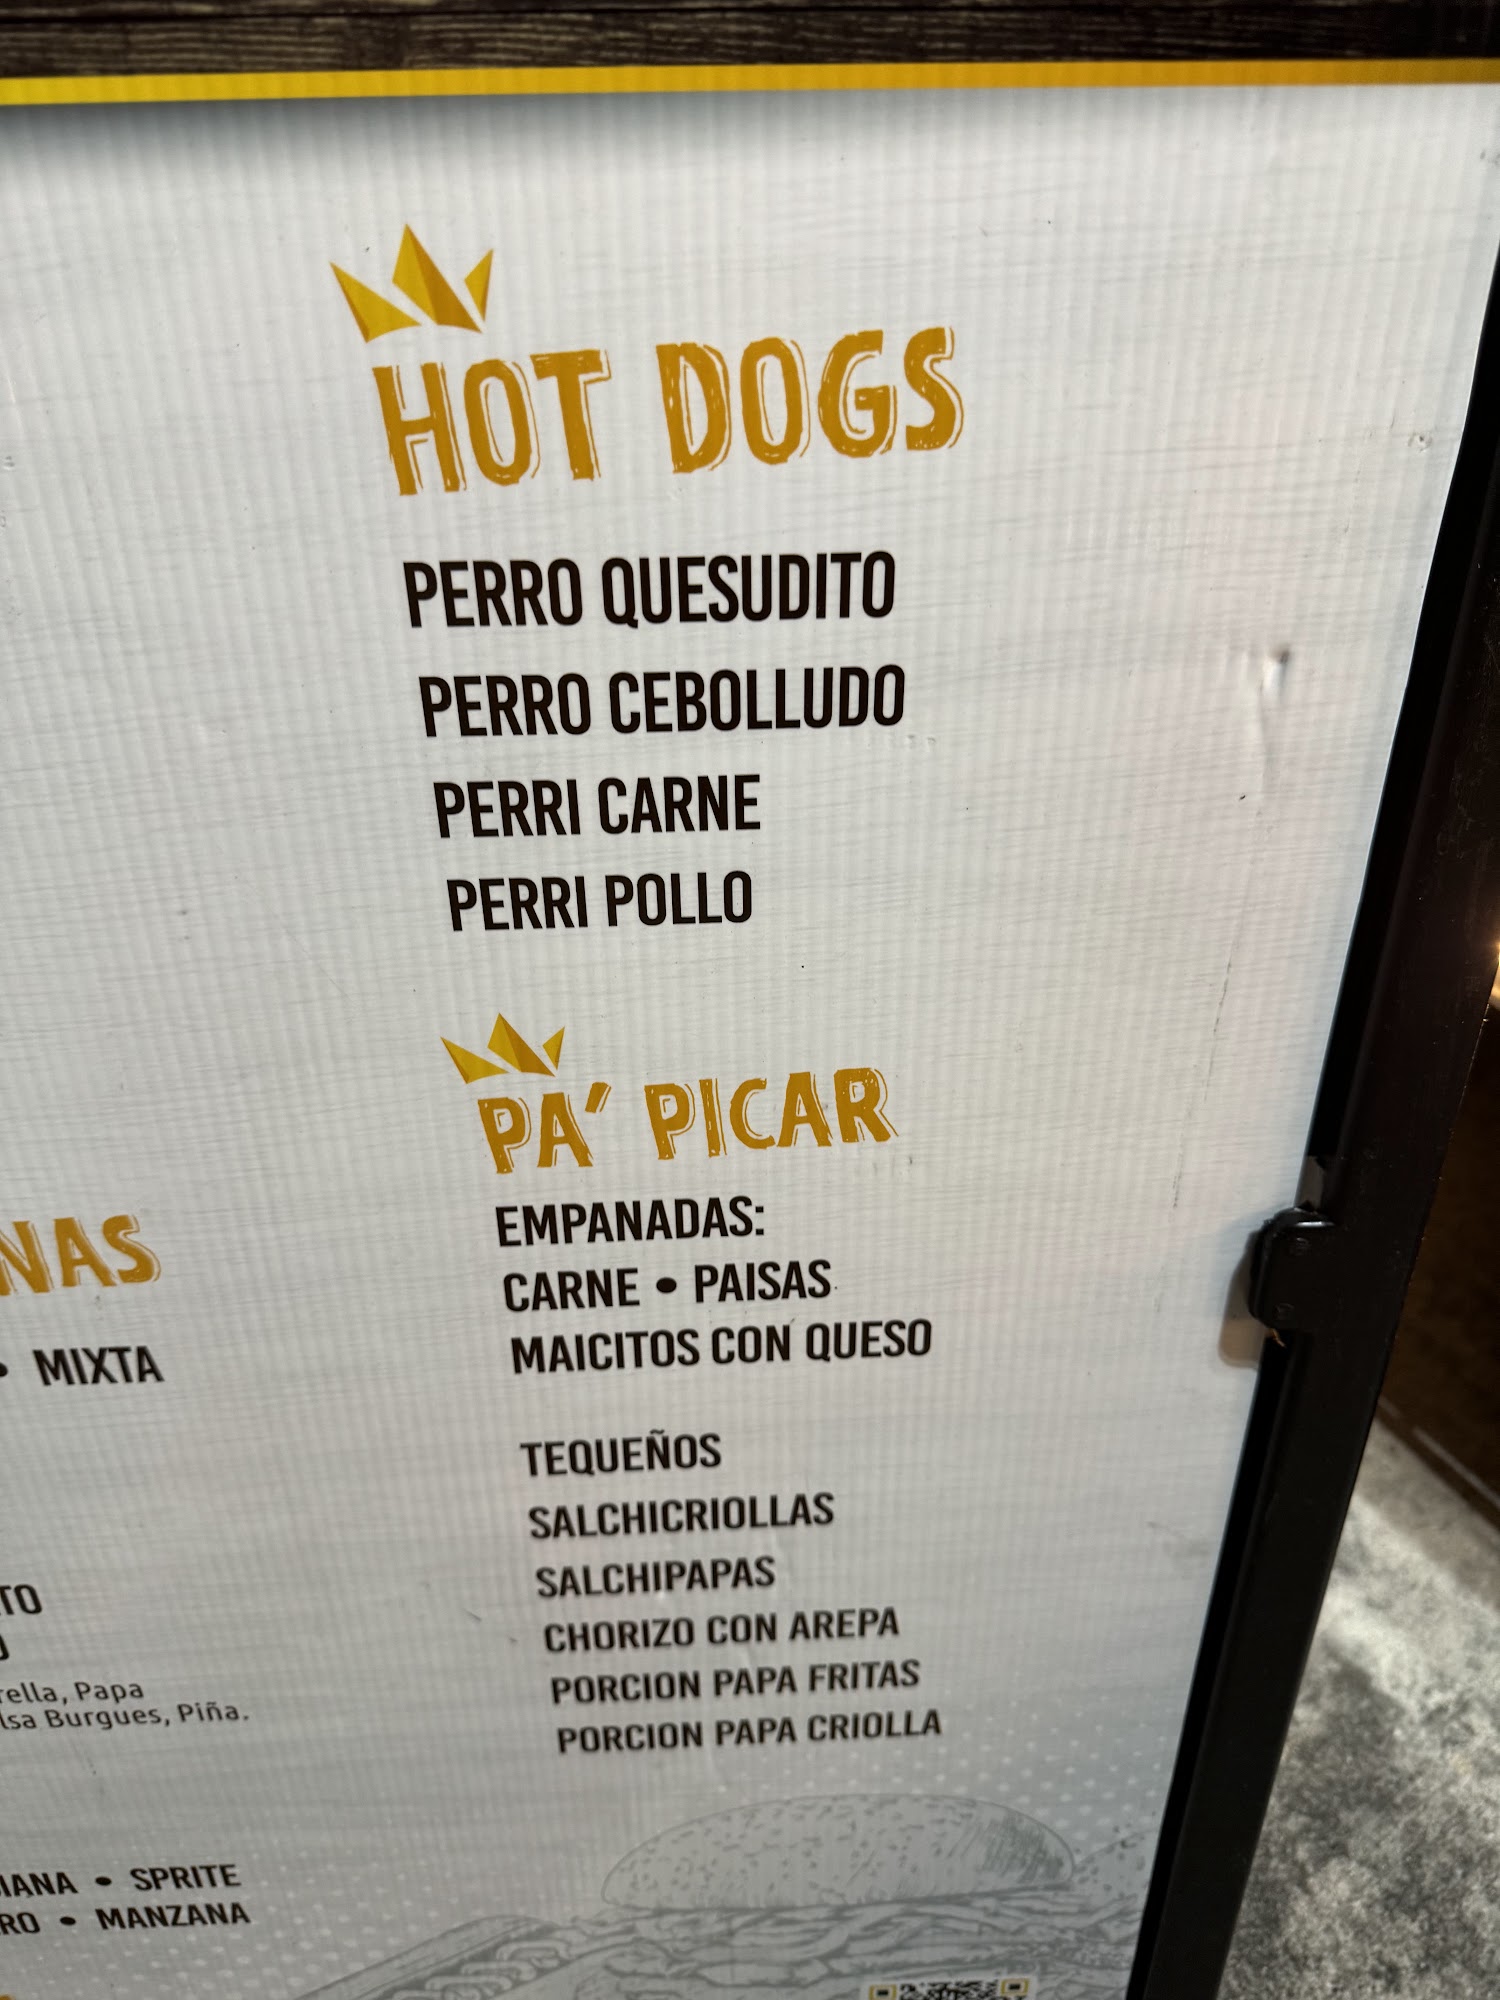 HOT DOGS
PERRO QUESUDITO
PERRO CEBOLLUDO
PERRI CARNE
PERRI POLLO
PA' PICAR
EMPANADAS:
CARNE • PAISAS
MAICITOS CON QUESO
TEQUEÑOS
SALCHICRIOLLAS
SALCHIPAPAS
CHORIZO CON AREPA
PORCION PAPA FRITAS
PORCION PAPA CRIOLLA
NAS
• MIXTA
TO
rella, Papa
lsa Burgues, Piña.
IANA • SPRITE
RO • MANZANA